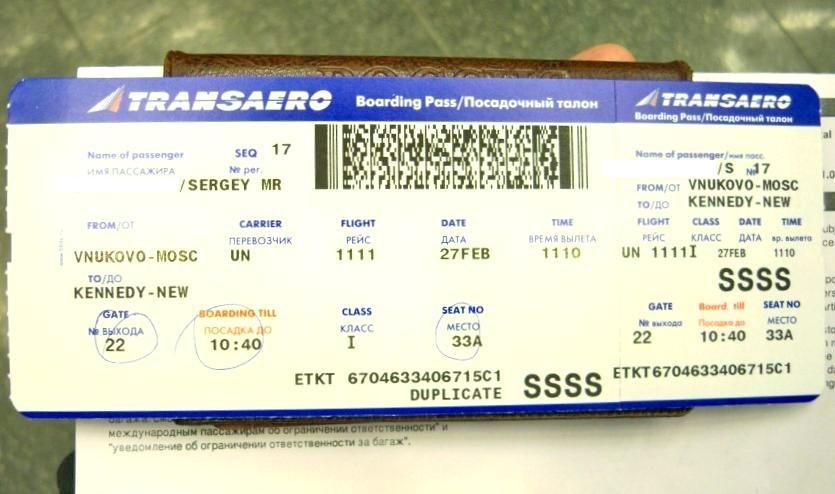 TRANSAERO Boarding Pass/Посадочный талон
Name of passenger SEQ 17
ИМЯ ПАССАЖИРА № рег.
/SERGEY MR
FROM/ОТ CARRIER FLIGHT DATE TIME
ПЕРЕВОЗЧИК РЕЙС ДАТА ВРЕМЯ ВЫЛЕТА
VNUKOVO-MOSC UN 1111 27FEB 1110
TO/ДО
KENNEDY-NEW
GATE BOARDING TILL CLASS SEAT NO
№ ВЫХОДА ПОСАДКА ДО КЛАСС МЕСТО
22 10:40 I 33A
ETKT 6704633406715C1 SSSS
DUPLICATE
TRANSAERO
Boarding Pass/Посадочный талон
Name of passenger/имя пасс.
/S № 17
FROM/ОТ VNUKOVO-MOSC
TO/ДО KENNEDY-NEW
FLIGHT CLASS DATE TIME
РЕЙС КЛАСС ДАТА вр. вылета
UN 1111I 27FEB 1110
SSSS
GATE Board. till SEAT NO
№ выхода Посадка до МЕСТО
22 10:40 33A
ETKT6704633406715C1
международным пассажирам об ограничении ответственности" и
"уведомление об ограничении ответственности за багаж".